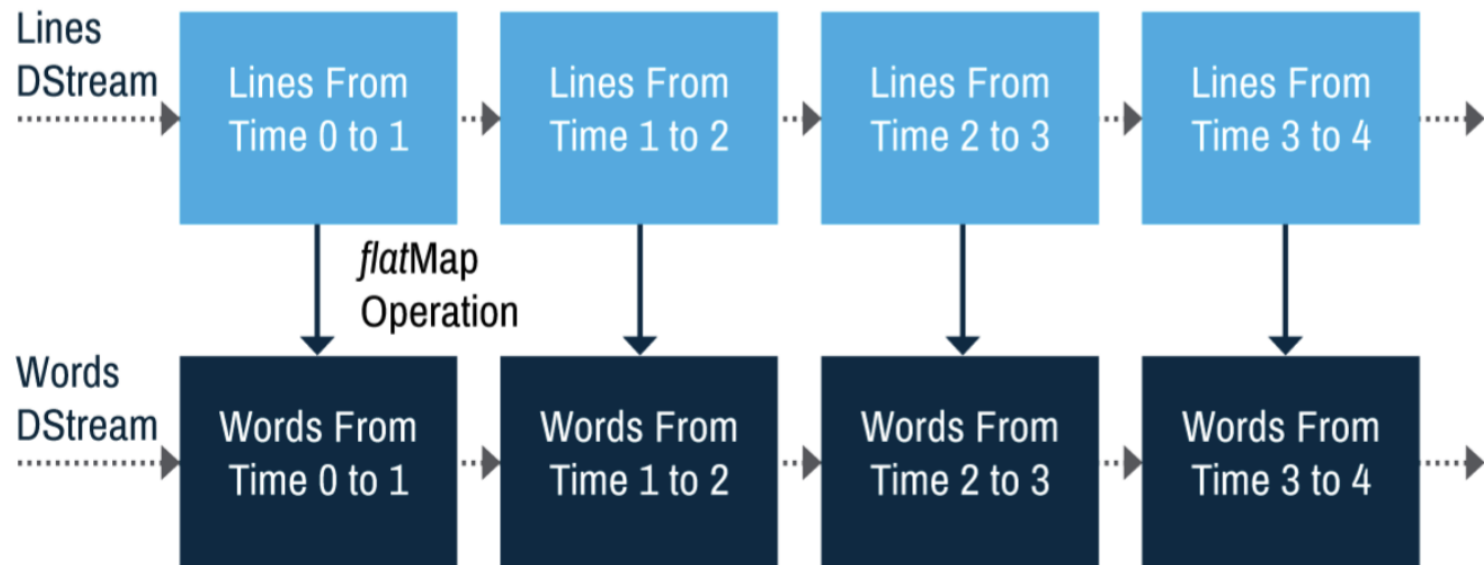 Lines
DStream
Lines From
Time 0 to 1
Lines From
Time 1 to 2
Lines From
Time 2 to 3
Lines From
Time 3 to 4
flatMap
Operation
Words
DStream
Words From
Time 0 to 1
Words From
Time 1 to 2
Words From
Time 2 to 3
Words From
Time 3 to 4